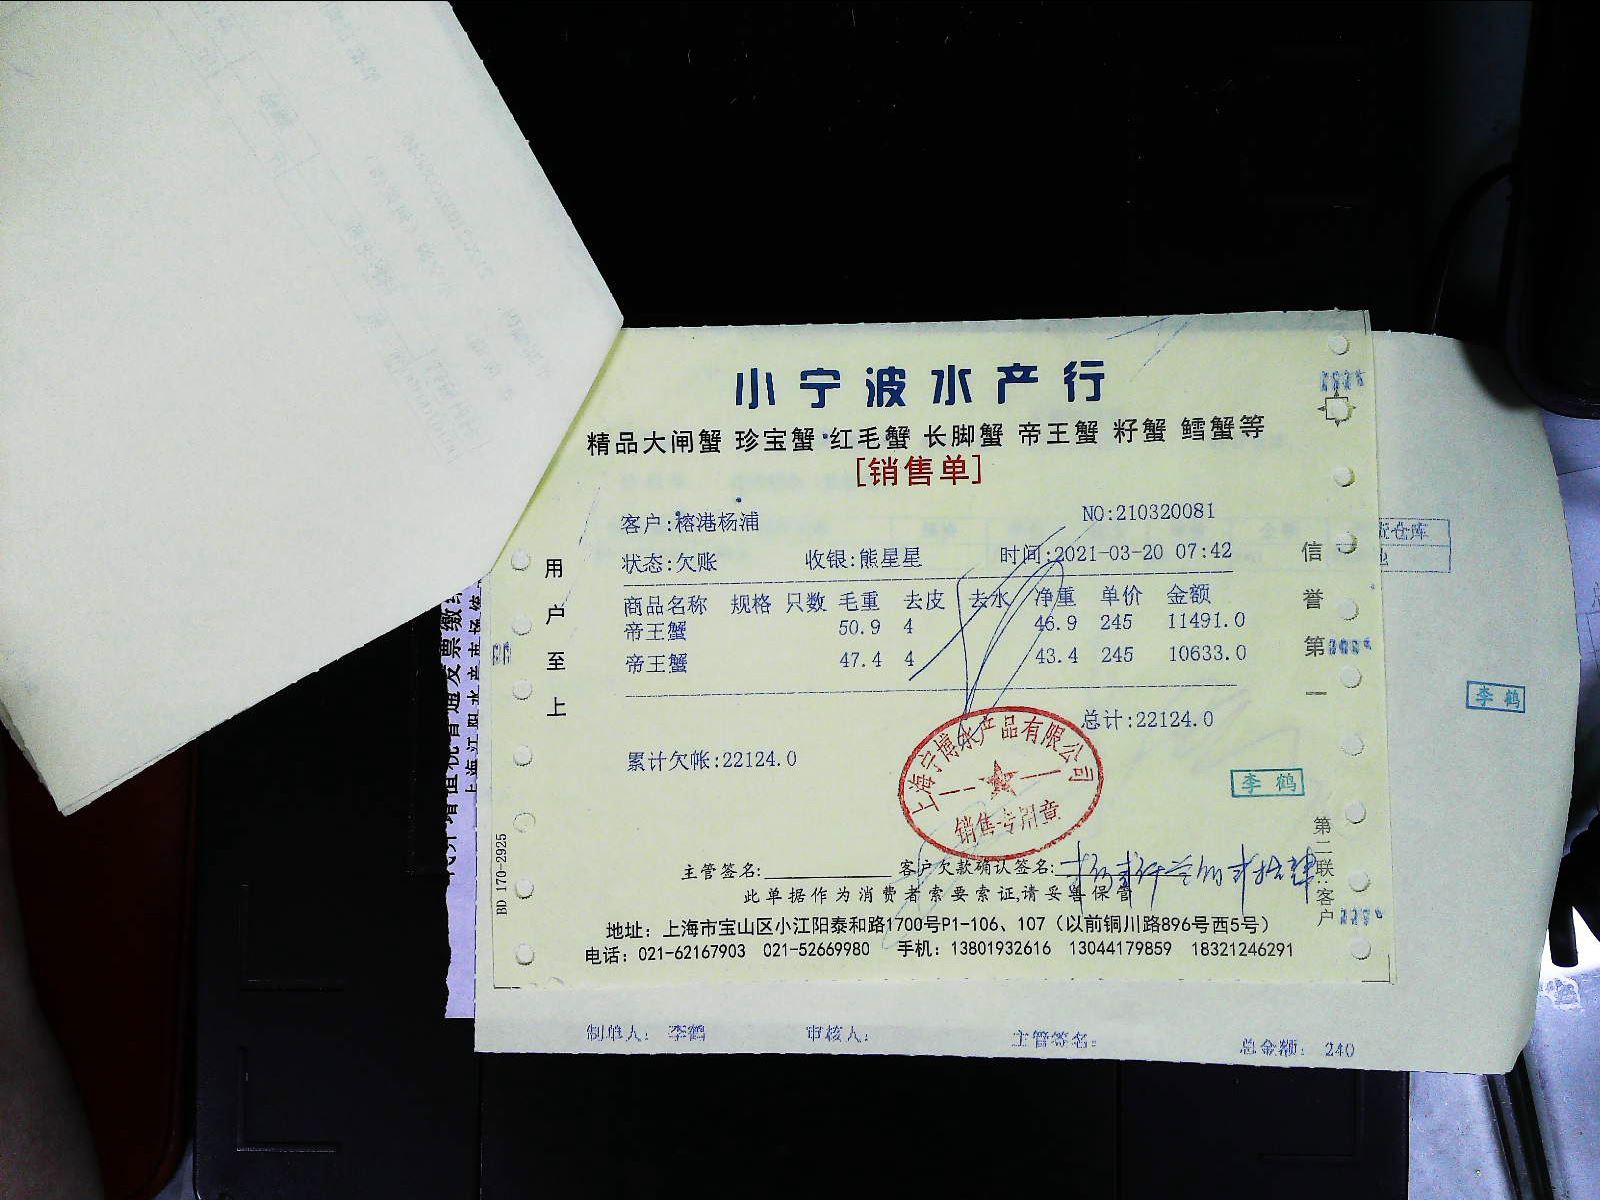 小宁波水产行
精品大闸蟹 珍宝蟹 红毛蟹 长脚蟹 帝王蟹 籽蟹 鳕蟹等
[销售单]
客户:榕港杨浦 NO:210320081
状态:欠账 收银:熊星星 时间:2021-03-20 07:42
商品名称 规格 只数 毛重 去皮 去水 净重 单价 金额
帝王蟹 50.9 4 46.9 245 11491.0
帝王蟹 47.4 4 43.4 245 10633.0
总计:22124.0
累计欠帐:22124.0
上海宁博水产品有限公司
销售专用章
李鹤
主管签名: 客户欠款确认签名:
此单据作为消费者索要索证,请妥善保管
地址：上海市宝山区小江阳泰和路1700号P1-106、107（以前铜川路896号西5号）
电话：021-62167903 021-52669980 手机：13801932616 13044179859 18321246291
用户至上
信誉第一
第二联:客户
BD 170-2925
李鹤
仓库
制单人： 李鹤 审核人： 主管签名： 总金额： 240